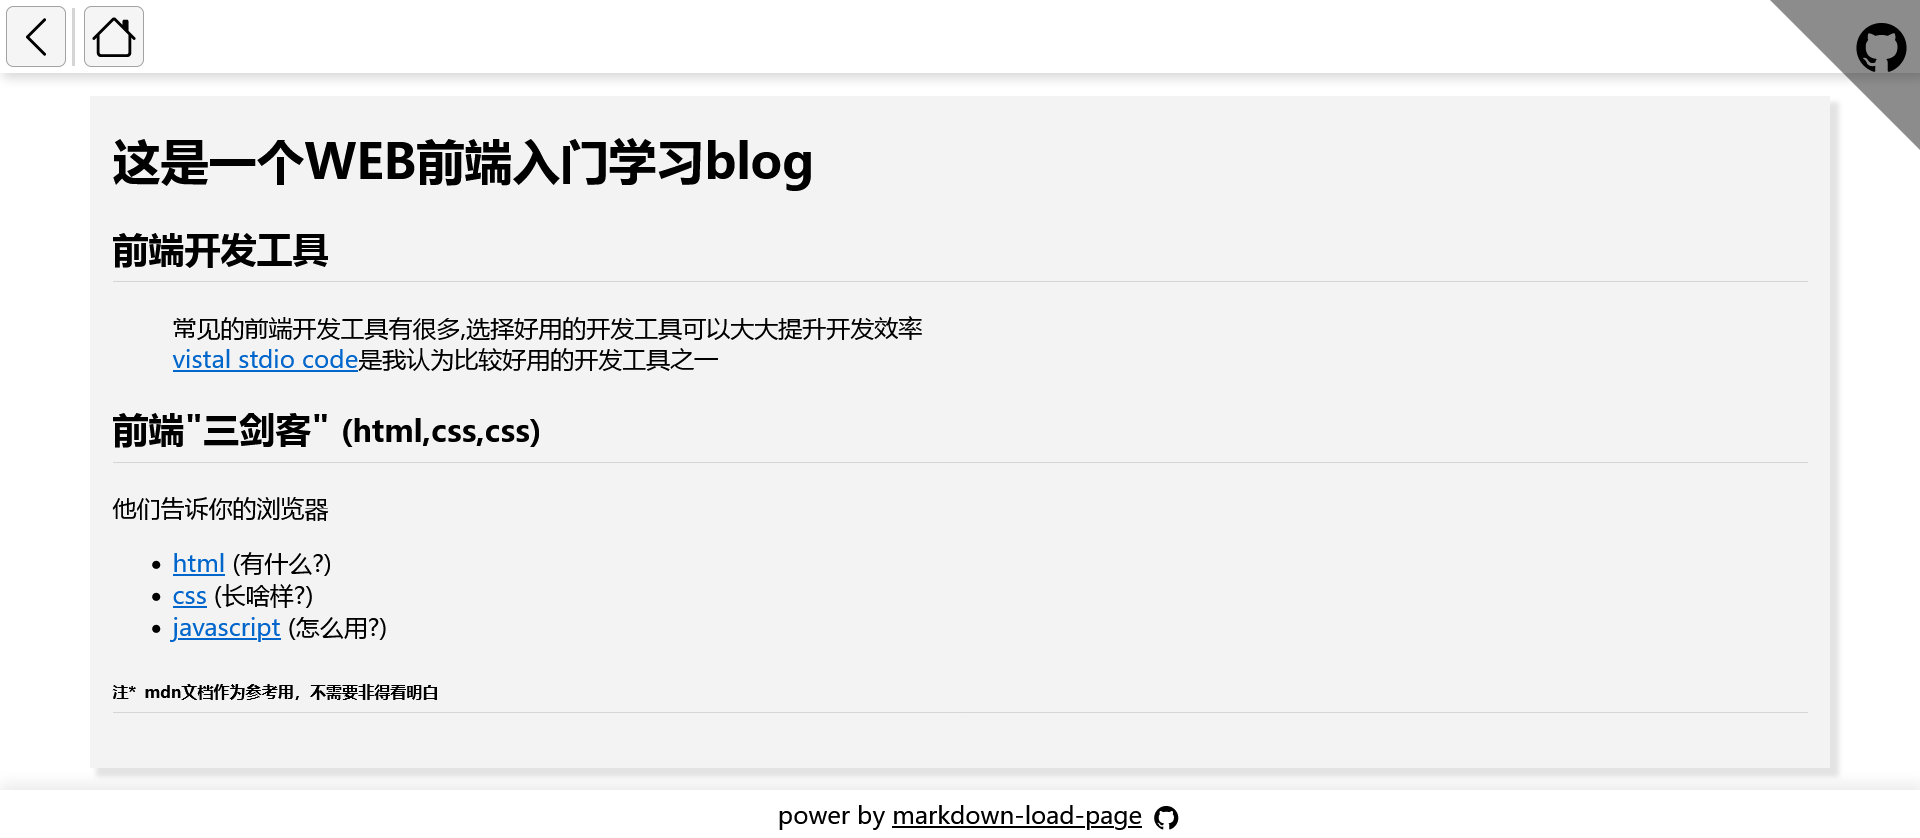 这是一个WEB前端入门学习blog
前端开发工具
常见的前端开发工具有很多,选择好用的开发工具可以大大提升开发效率
vistal stdio code是我认为比较好用的开发工具之一
前端"三剑客" (html,css,css)
他们告诉你的浏览器
• html (有什么?)
• css (长啥样?)
• javascript (怎么用?)
注* mdn文档作为参考用，不需要非得看明白
power by markdown-load-page